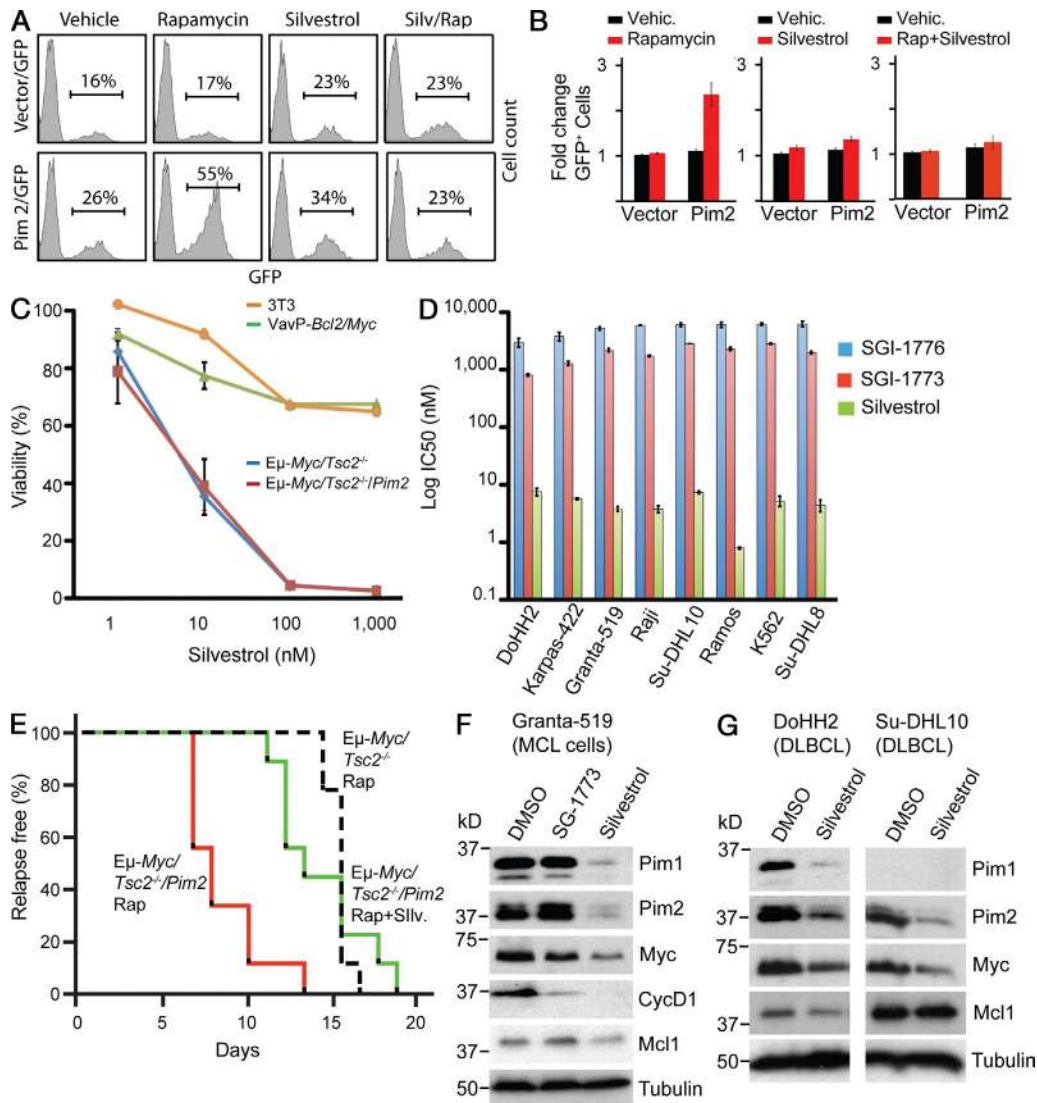 A
Vehicle Rapamycin Silvestrol Silv/Rap
Vector/GFP
16% 17% 23% 23%
Pim 2/GFP
26% 55% 34% 23%
Cell count
GFP
B
Vehic. Vehic. Vehic.
Rapamycin Silvestrol Rap+Silvestrol
Fold change
GFP+ Cells
3 3 3
1 1 1
Vector Pim2 Vector Pim2 Vector Pim2
C
3T3
VavP-Bcl2/Myc
Eμ-Myc/Tsc2-/-
Eμ-Myc/Tsc2-/-/Pim2
Viability (%)
100
80
60
40
20
0
1 10 100 1,000
Silvestrol (nM)
D
Log IC50 (nM)
10,000
1,000
100
10
1
0.1
SGI-1776
SGI-1773
Silvestrol
DoHH2 Karpas-422 Granta-519 Raji Su-DHL10 Ramos K562 Su-DHL8
E
Relapse free (%)
100
80
60
40
20
0
0 5 10 15 20
Days
Eμ-Myc/
Tsc2-/-
Rap
Eμ-Myc/
Tsc2-/-/Pim2
Rap
Eμ-Myc/
Tsc2-/-/Pim2
Rap+SIlv.
F
Granta-519
(MCL cells)
DMSO SG-1773 Silvestrol
kD
37 Pim1
37 Pim2
75
Myc
37 CycD1
37 Mcl1
50 Tubulin
G
DoHH2 Su-DHL10
(DLBCL) (DLBCL)
DMSO Silvestrol DMSO Silvestrol
kD
37
Pim1
37 Pim2
75
Myc
37 Mcl1
50 Tubulin